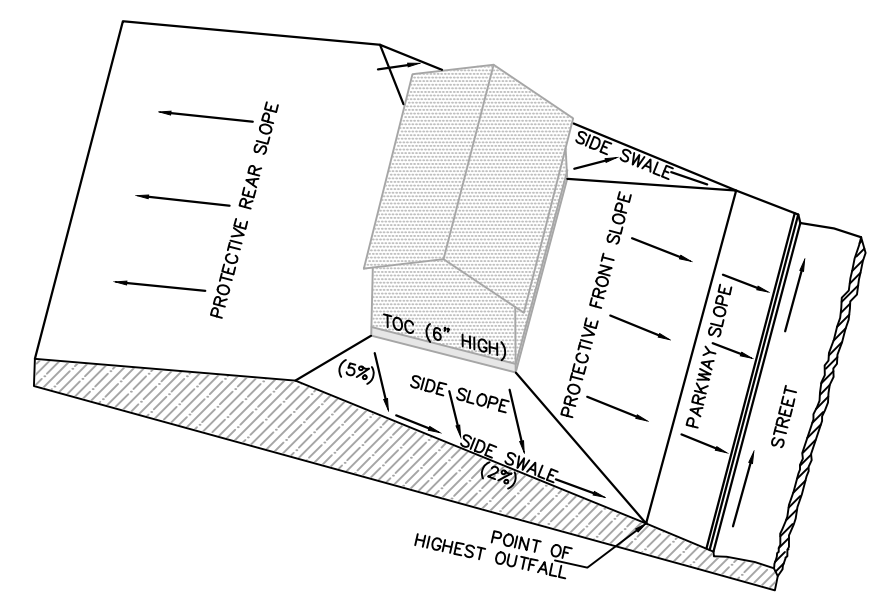 SIDE SWALE
PROTECTIVE REAR SLOPE
PROTECTIVE FRONT SLOPE
PARKWAY SLOPE
STREET
TOC (6" HIGH)
(5%)
SIDE SLOPE
SIDE SWALE
(2%)
POINT OF
HIGHEST OUTFALL